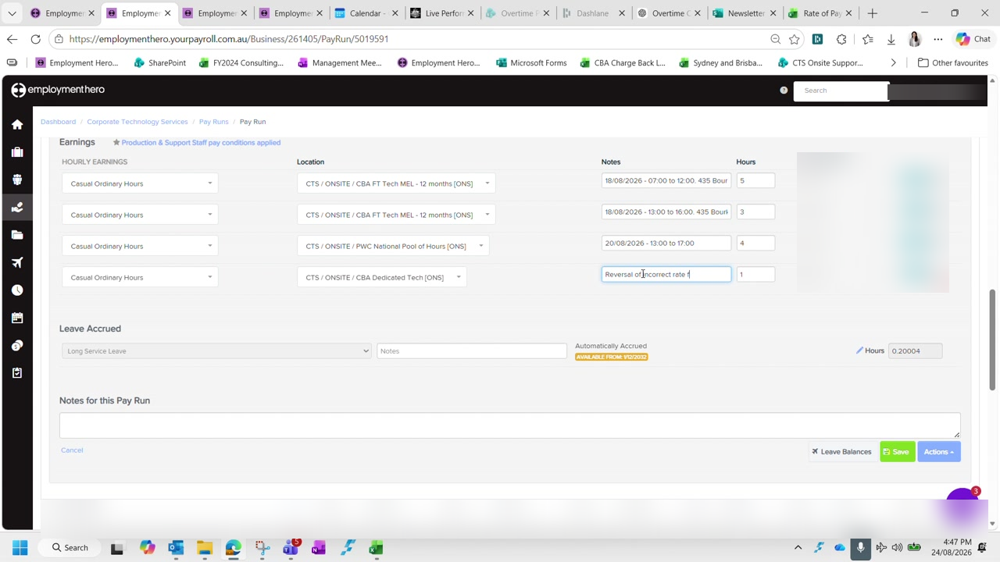 Employm
Employm
Employm
Employm
Calendar -
Live Perfor
Overtime P
Dashlane
Overtime C
Newsletter
Rate of Pay
https://employmenthero.yourpayroll.com.au/Business/261405/PayRun/5019591
Chat
Employment Hero...
SharePoint
FY2024 Consulting...
Management Mee...
Employment Hero...
Microsoft Forms
CBA Charge Back L...
Sydney and Brisba...
CTS Onsite Suppor...
Other favourites
employmenthero
? Search
Dashboard / Corporate Technology Services / Pay Runs / Pay Run
Earnings Production & Support Staff pay conditions applied
HOURLY EARNINGS Location Notes Hours
Casual Ordinary Hours CTS / ONSITE / CBA FT Tech MEL - 12 months [ONS] 18/08/2026 - 07:00 to 12:00. 435 Bour 5
Casual Ordinary Hours CTS / ONSITE / CBA FT Tech MEL - 12 months [ONS] 18/08/2026 - 13:00 to 16:00. 435 Bourk 3
Casual Ordinary Hours CTS / ONSITE / PWC National Pool of Hours [ONS] 20/08/2026 - 13:00 to 17:00 4
Casual Ordinary Hours CTS / ONSITE / CBA Dedicated Tech [ONS] Reversal of incorrect rate f 1
Leave Accrued
Long Service Leave Notes Automatically Accrued Hours 0.20004
AVAILABLE FROM: 1/12/2032
Notes for this Pay Run
Cancel Leave Balances Save Actions
3
Search
5
4:47 PM
24/08/2026